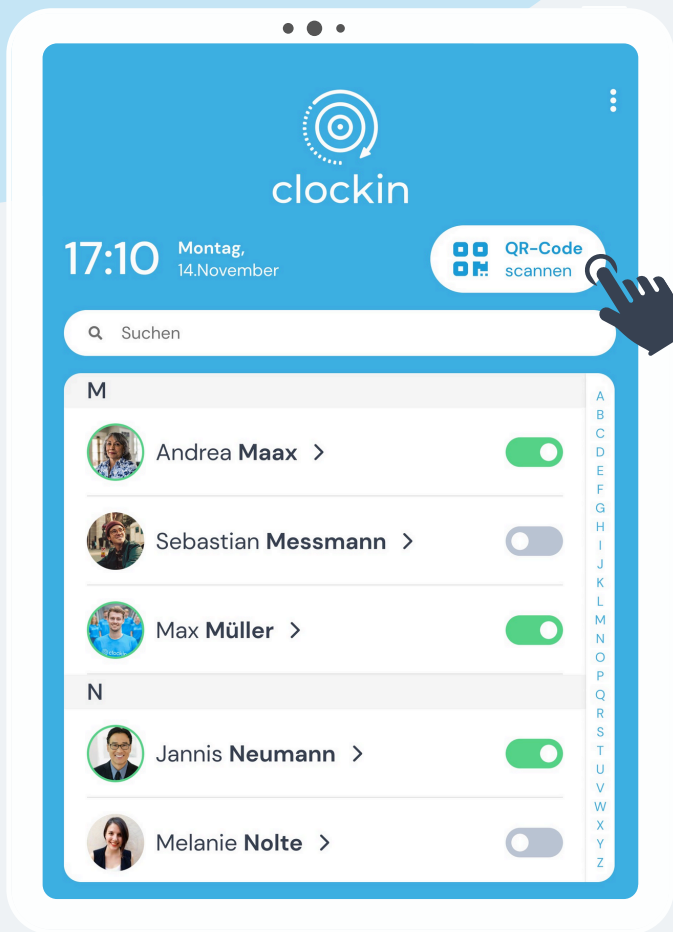 clockin
17:10
Montag,
14.November
QR-Code
scannen
Suchen
M
Andrea Maax
Sebastian Messmann
Max Müller
N
Jannis Neumann
Melanie Nolte
A
B
C
D
E
F
G
H
I
J
K
L
M
N
O
P
Q
R
S
T
U
V
W
X
Y
Z